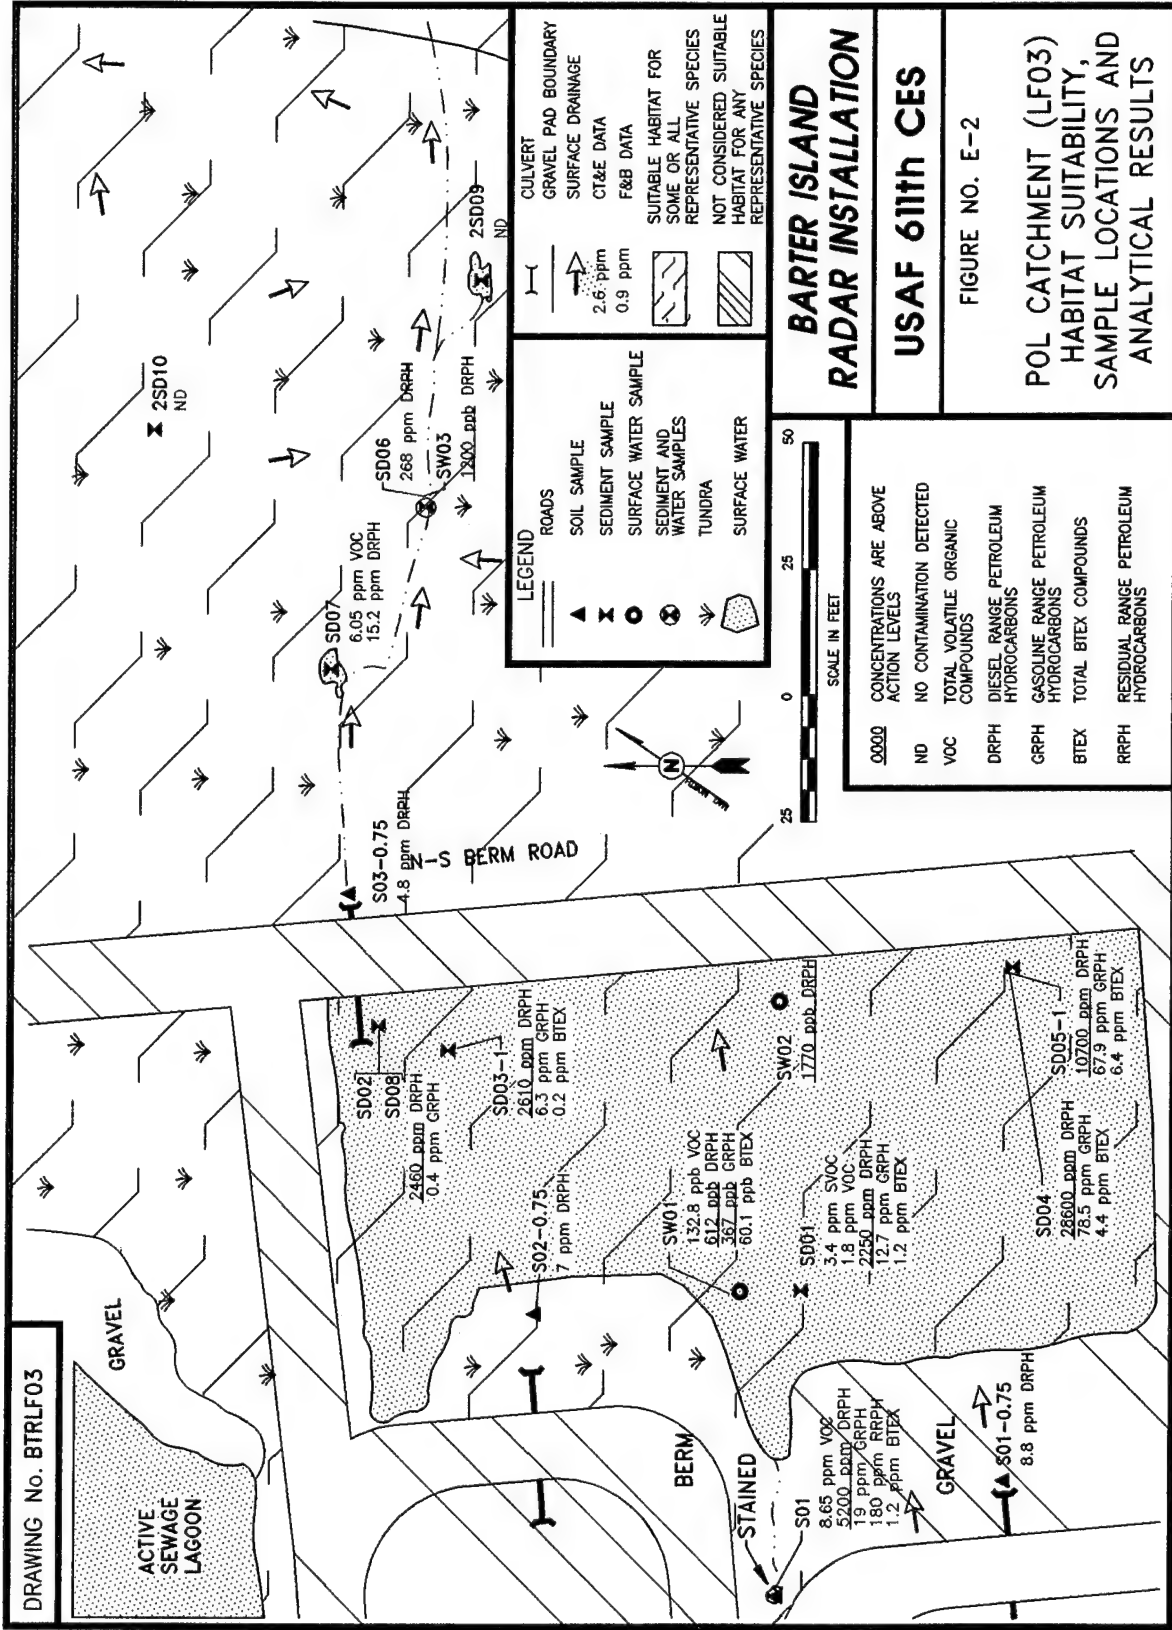 DRAWING No. BTRLF03
ACTIVE
SEWAGE
LAGOON
GRAVEL
SD02
SD08
2460 ppm DRPH
0.4 ppm GRPH
SD03-1
2610 ppm DRPH
6.3 ppm GRPH
0.2 ppm BTEX
S02-0.75
7 ppm DRPH
SW01
132.8 ppb VOC
612 ppb DRPH
367 ppb GRPH
60.1 ppb BTEX
SW02
1770 ppb DRPH
SD01
3.4 ppm SVOC
1.8 ppm VOC
2250 ppm DRPH
12.7 ppm GRPH
1.2 ppm BTEX
SD04
28600 ppm DRPH
78.5 ppm GRPH
4.4 ppm BTEX
SD05-1
10700 ppm DRPH
67.9 ppm GRPH
6.4 ppm BTEX
BERM
STAINED
S01
8.65 ppm VOC
5200 ppm DRPH
19 ppm GRPH
180 ppm RRPH
1.2 ppm BTEX
GRAVEL
S01-0.75
8.8 ppm DRPH
S03-0.75
4.8 ppm DRPH
N-S BERM ROAD
SD07
6.05 ppm VOC
15.2 ppm DRPH
SD06
268 ppm DRPH
SW03
1200 ppb DRPH
2SD10
ND
2SD09
ND
N
LEGEND
ROADS
SOIL SAMPLE
SEDIMENT SAMPLE
SURFACE WATER SAMPLE
SEDIMENT AND
WATER SAMPLES
TUNDRA
SURFACE WATER
CULVERT
GRAVEL PAD BOUNDARY
SURFACE DRAINAGE
2.6 ppm CT&E DATA
0.9 ppm F&B DATA
SUITABLE HABITAT FOR
SOME OR ALL
REPRESENTATIVE SPECIES
NOT CONSIDERED SUITABLE
HABITAT FOR ANY
REPRESENTATIVE SPECIES
25 0 25 50
SCALE IN FEET
0000 CONCENTRATIONS ARE ABOVE
ACTION LEVELS
ND NO CONTAMINATION DETECTED
VOC TOTAL VOLATILE ORGANIC
COMPOUNDS
DRPH DIESEL RANGE PETROLEUM
HYDROCARBONS
GRPH GASOLINE RANGE PETROLEUM
HYDROCARBONS
BTEX TOTAL BTEX COMPOUNDS
RRPH RESIDUAL RANGE PETROLEUM
HYDROCARBONS
BARTER ISLAND
RADAR INSTALLATION
USAF 611th CES
FIGURE NO. E-2
POL CATCHMENT (LF03)
HABITAT SUITABILITY,
SAMPLE LOCATIONS AND
ANALYTICAL RESULTS